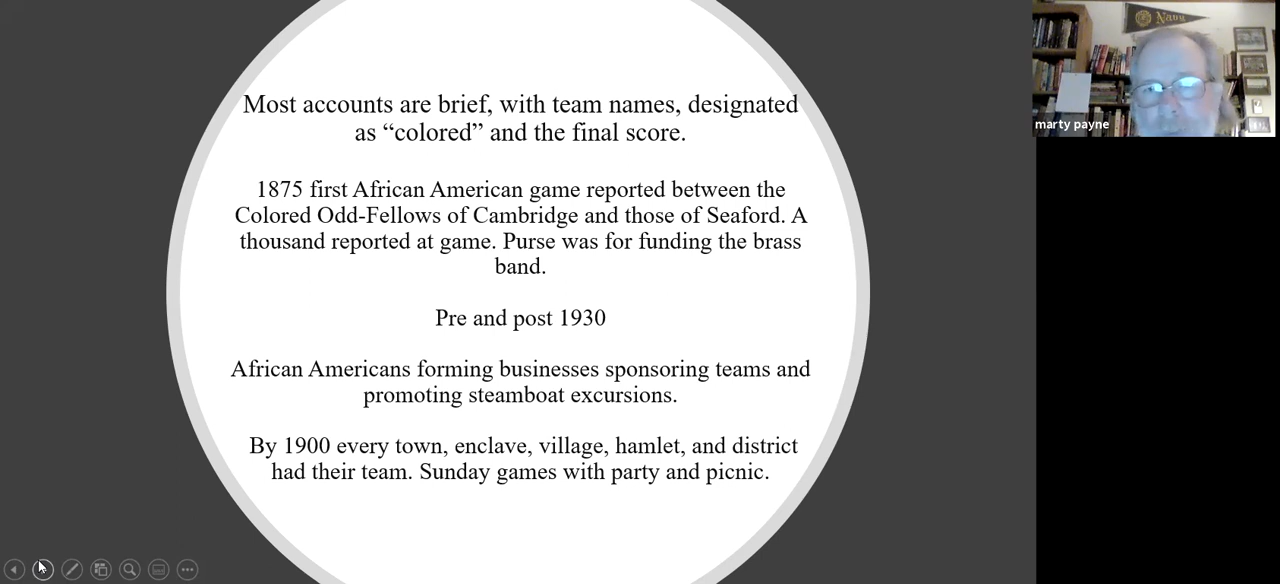 Most accounts are brief, with team names, designated
as “colored” and the final score.
1875 first African American game reported between the
Colored Odd-Fellows of Cambridge and those of Seaford. A
thousand reported at game. Purse was for funding the brass
band.
Pre and post 1930
African Americans forming businesses sponsoring teams and
promoting steamboat excursions.
By 1900 every town, enclave, village, hamlet, and district
had their team. Sunday games with party and picnic.
Navy
marty payne